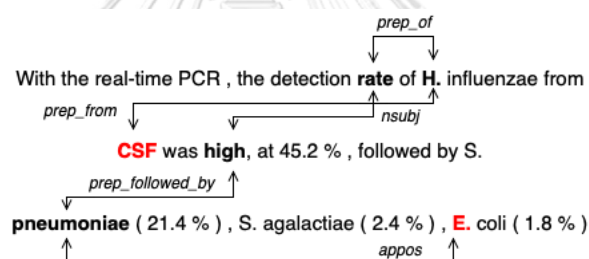 prep_of
With the real-time PCR , the detection rate of H. influenzae from
prep_from
nsubj
CSF was high, at 45.2 % , followed by S.
prep_followed_by
pneumoniae ( 21.4 % ) , S. agalactiae ( 2.4 % ) , E. coli ( 1.8 % )
appos